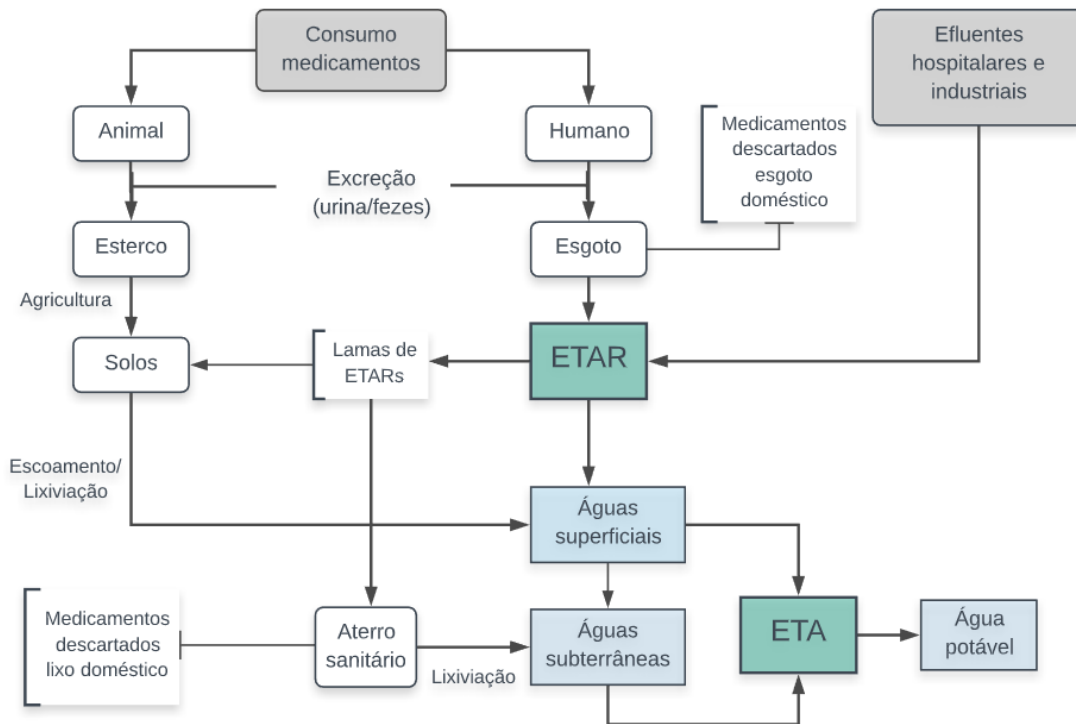 Consumo
medicamentos
Efluentes
hospitalares e
industriais
Animal
Humano
Medicamentos
descartados
esgoto
doméstico
Excreção
(urina/fezes)
Esterco
Esgoto
Agricultura
Solos
Lamas de
ETARs
ETAR
Escoamento/
Lixiviação
Águas
superficiais
Medicamentos
descartados
lixo doméstico
Aterro
sanitário
Lixiviação
Águas
subterrâneas
ETA
Água
potável